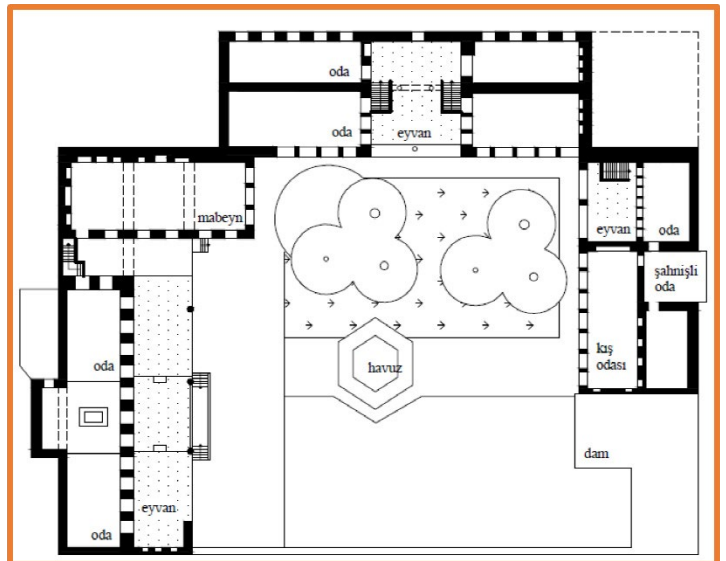 oda
oda
eyvan
mabeyn
eyvan
oda
şahnişli
oda
oda
havuz
kış
odası
dam
eyvan
oda